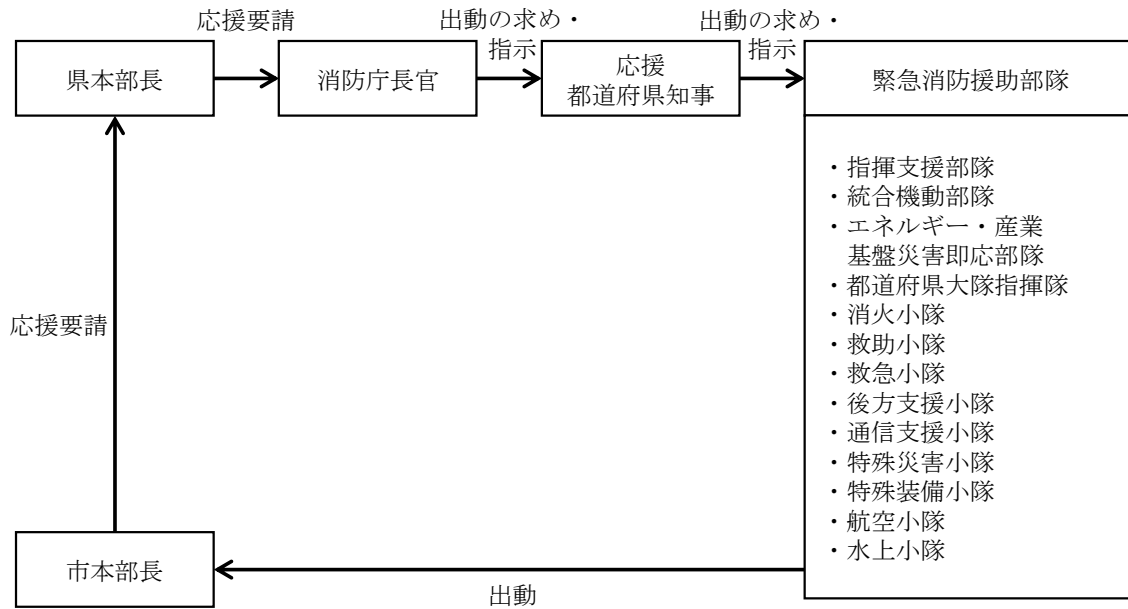 応援要請
出動の求め・
指示
出動の求め・
指示
県本部長
消防庁長官
応援
都道府県知事
緊急消防援助部隊
・指揮支援部隊
・統合機動部隊
・エネルギー・産業
基盤災害即応部隊
・都道府県大隊指揮隊
・消火小隊
・救助小隊
・救急小隊
・後方支援小隊
・通信支援小隊
・特殊災害小隊
・特殊装備小隊
・航空小隊
・水上小隊
応援要請
市本部長
出動